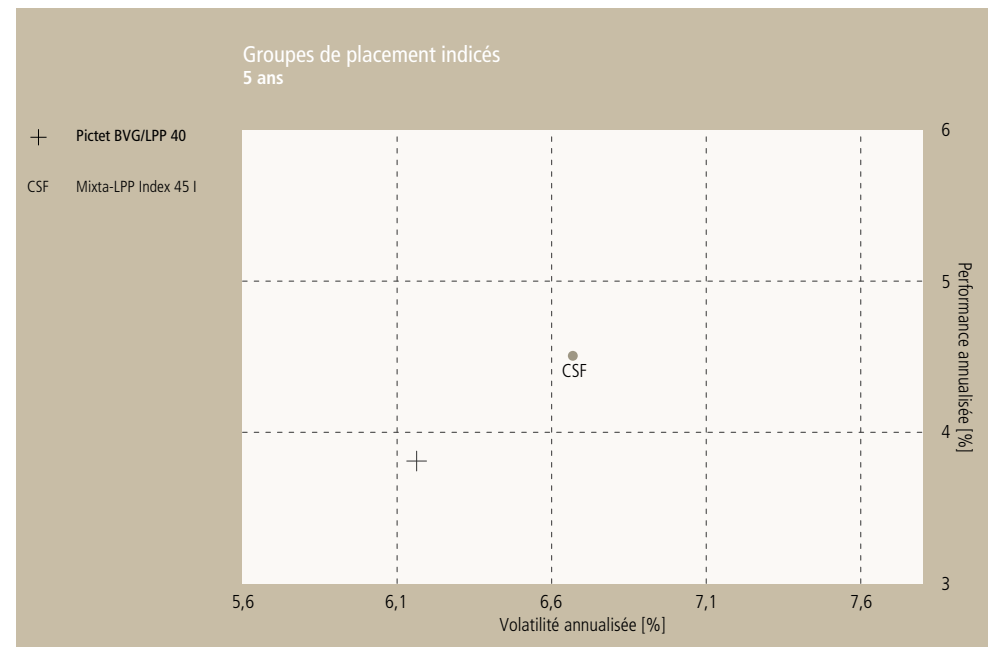 Groupes de placement indicés
5 ans
Pictet BVG/LPP 40
CSF Mixta-LPP Index 45 I
6
5
4
3
Performance annualisée [%]
CSF
5,6 6,1 6,6 7,1 7,6
Volatilité annualisée [%]